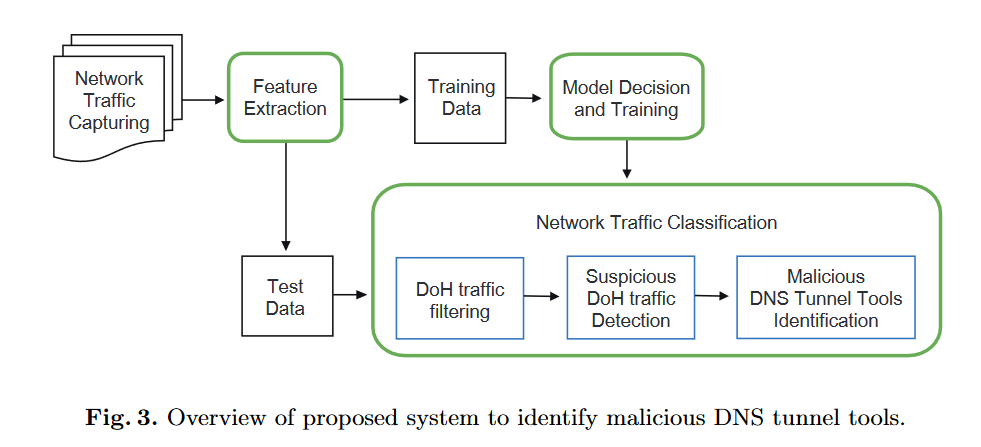 Network
Traffic
Capturing
Feature
Extraction
Training
Data
Model Decision
and Training
Network Traffic Classification
Test
Data
DoH traffic
filtering
Suspicious
DoH traffic
Detection
Malicious
DNS Tunnel Tools
Identification
Fig. 3. Overview of proposed system to identify malicious DNS tunnel tools.